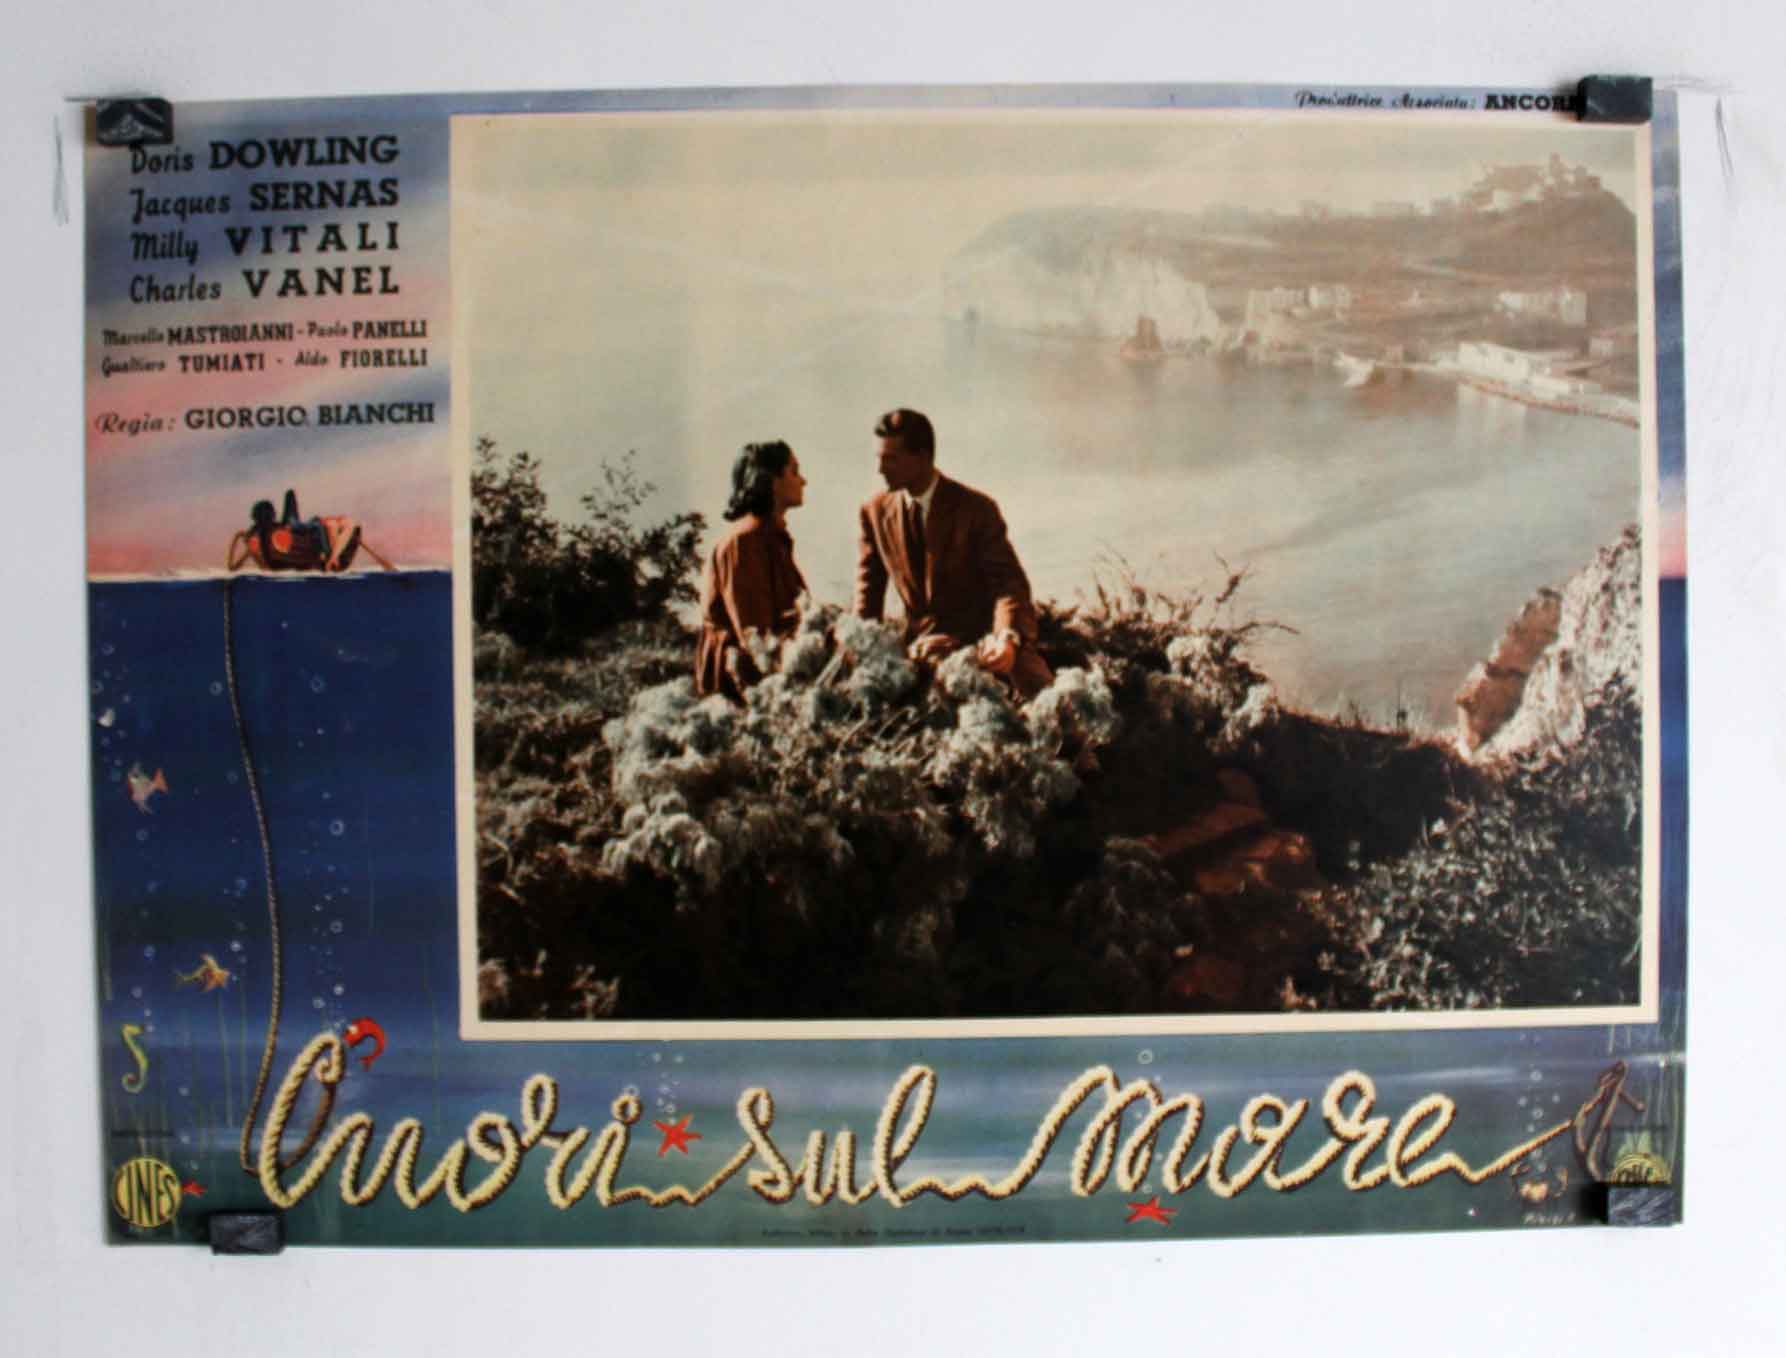 Produttrice Associata: ANCORA
Doris DOWLING
Jacques SERNAS
Milly VITALI
Charles VANEL
Marcello MASTROIANNI - Paolo PANELLI
Gualtiero TUMIATI - Aldo FIORELLI
Regia: GIORGIO BIANCHI
Cuori sul Mare
CINES